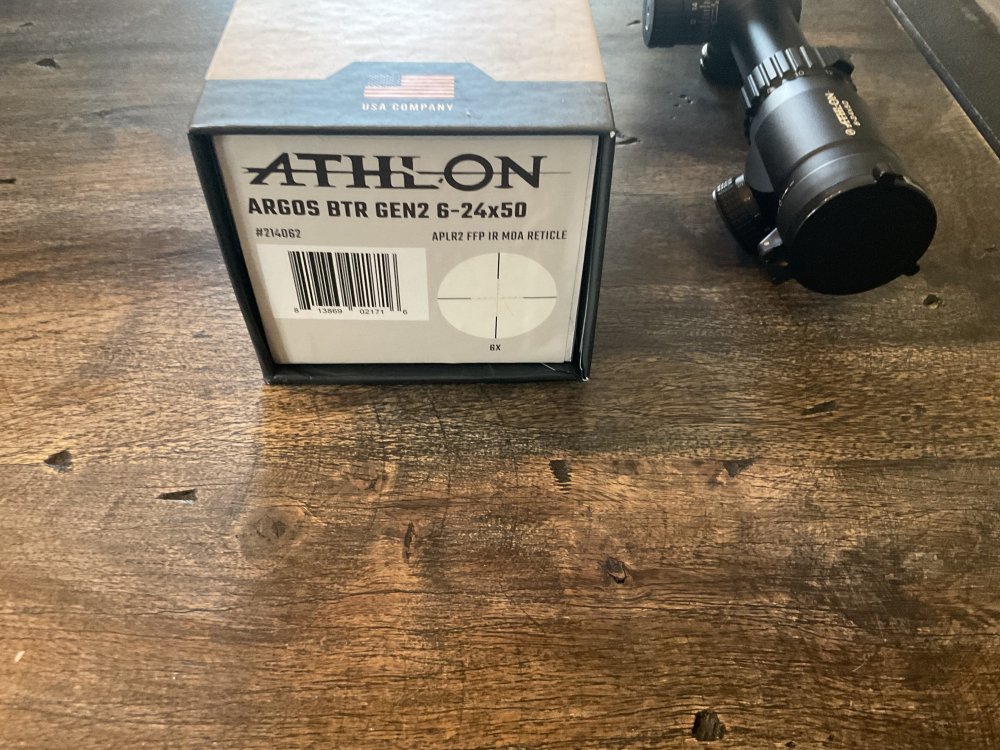 USA COMPANY
ATHLON
ARGOS BTR GEN2 6-24x50
#214062
APLR2 FFP IR MOA RETICLE
8 13869 02171 6
6X
ATHLON